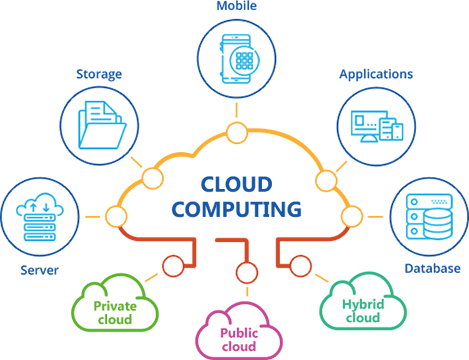 Mobile
Storage
Applications
CLOUD
COMPUTING
Server
Database
Private
cloud
Public
cloud
Hybrid
cloud